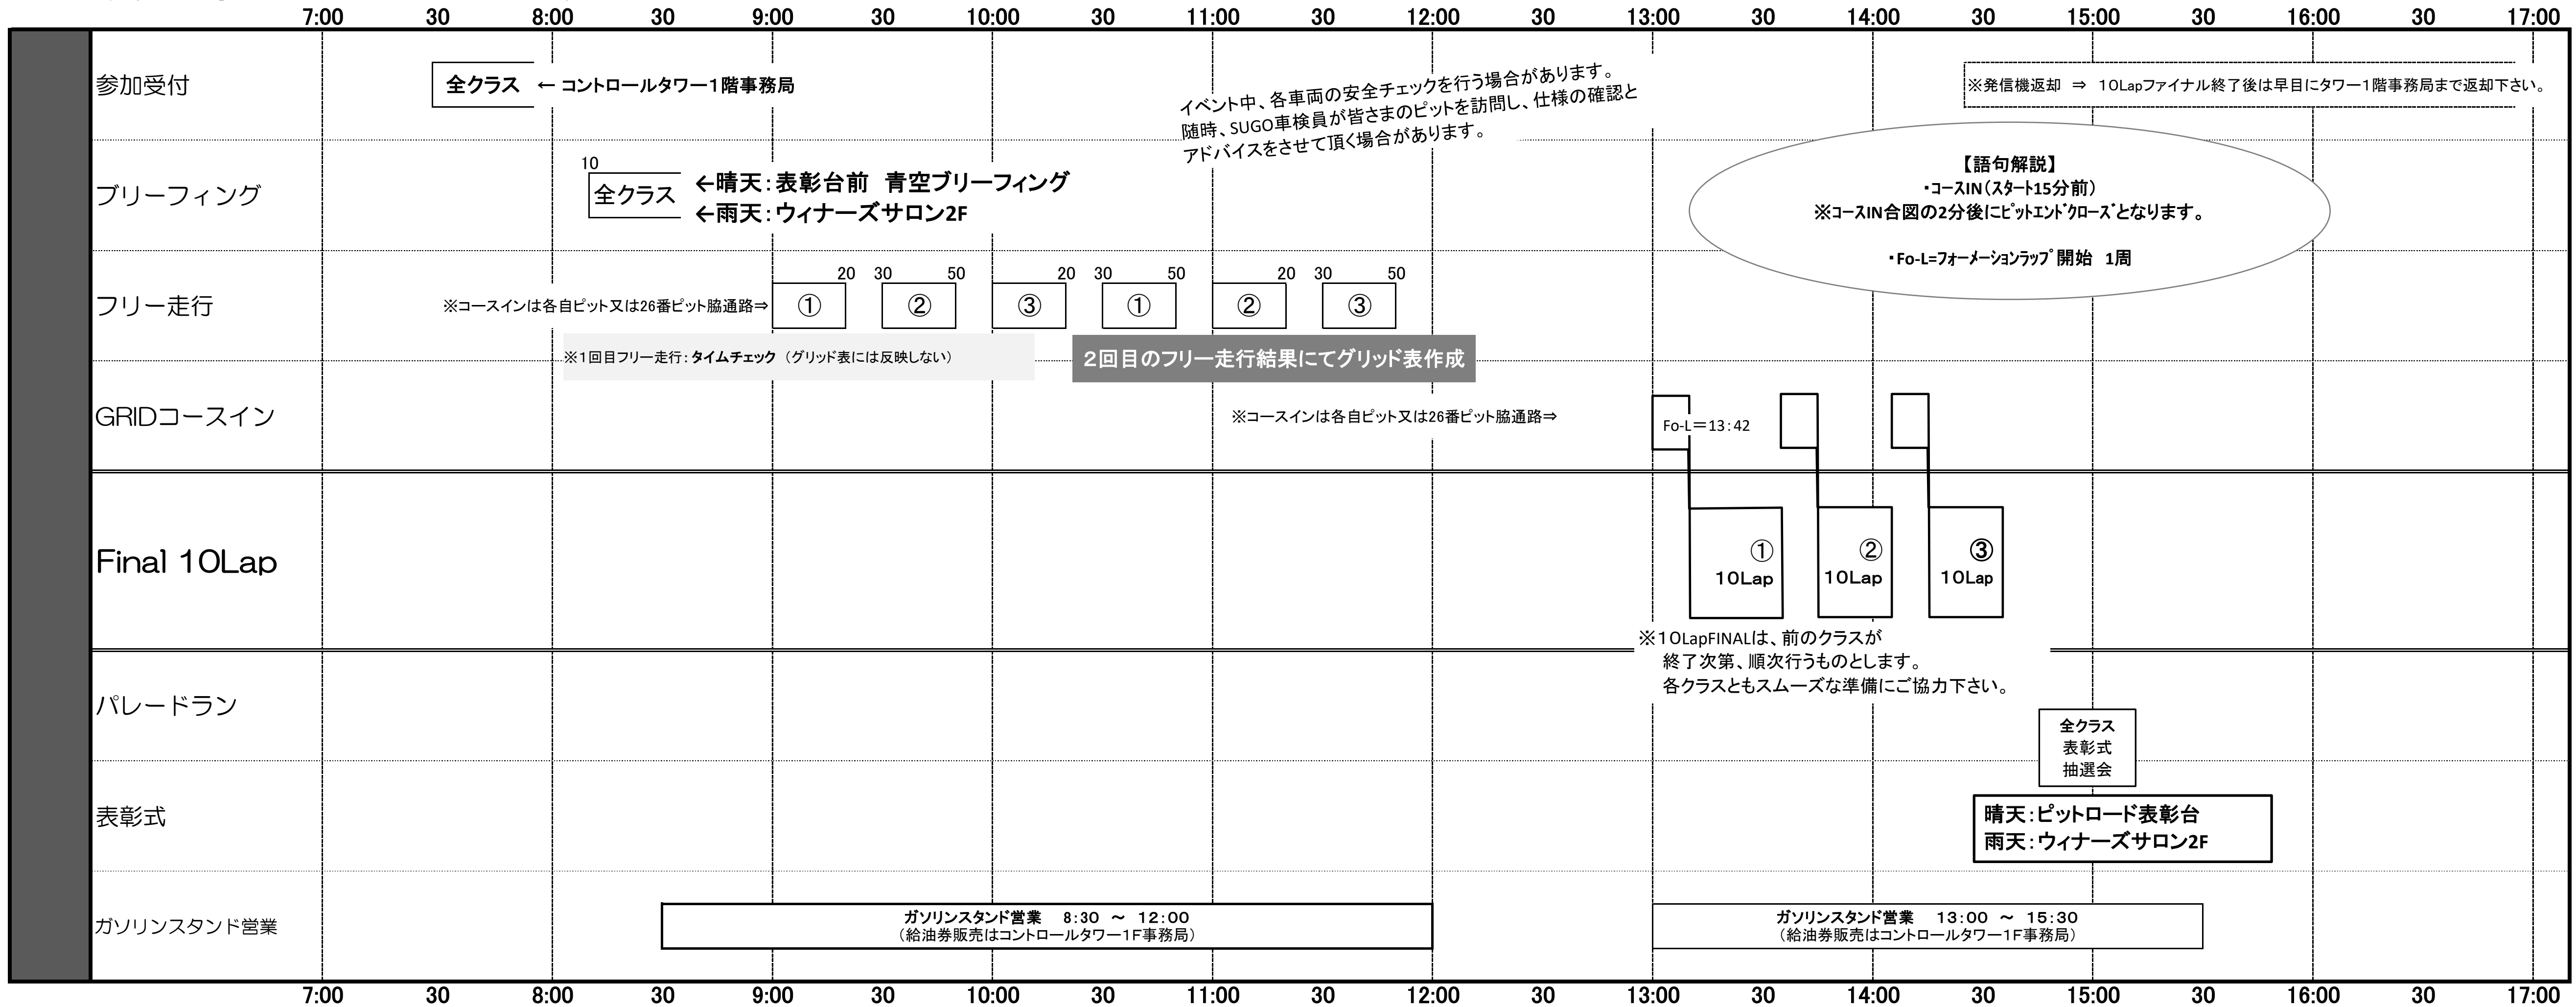 7:00 30 8:00 30 9:00 30 10:00 30 11:00 30 12:00 30 13:00 30 14:00 30 15:00 30 16:00 30 17:00
参加受付
全クラス ← コントロールタワー1階事務局
イベント中、各車両の安全チェックを行う場合があります。
随時、SUGO車検員が皆さまのピットを訪問し、仕様の確認と
アドバイスをさせて頂く場合があります。
※発信機返却 ⇒ 10Lapファイナル終了後は早目にタワー1階事務局まで返却下さい。
ブリーフィング
10
全クラス
←晴天：表彰台前 青空ブリーフィング
←雨天：ウィナーズサロン2F
【語句解説】
・コースIN（スタート15分前）
※コースIN合図の2分後にピットエンドクローズとなります。
・Fo-L=フォーメーションラップ開始 1周
フリー走行
20 30 50 20 30 50 20 30 50
※コースインは各自ピット又は26番ピット脇通路⇒
① ② ③ ① ② ③
※1回目フリー走行：タイムチェック（グリッド表には反映しない）
2回目のフリー走行結果にてグリッド表作成
GRIDコースイン
※コースインは各自ピット又は26番ピット脇通路⇒
Fo-L＝13：42
Final 10Lap
① ② ③
10Lap 10Lap 10Lap
※10LapFINALは、前のクラスが
終了次第、順次行うものとします。
各クラスともスムーズな準備にご協力下さい。
パレードラン
全クラス
表彰式
抽選会
表彰式
晴天：ピットロード表彰台
雨天：ウィナーズサロン2F
ガソリンスタンド営業
ガソリンスタンド営業 8:30 ～ 12:00
（給油券販売はコントロールタワー1F事務局）
ガソリンスタンド営業 13:00 ～ 15:30
（給油券販売はコントロールタワー1F事務局）
7:00 30 8:00 30 9:00 30 10:00 30 11:00 30 12:00 30 13:00 30 14:00 30 15:00 30 16:00 30 17:00